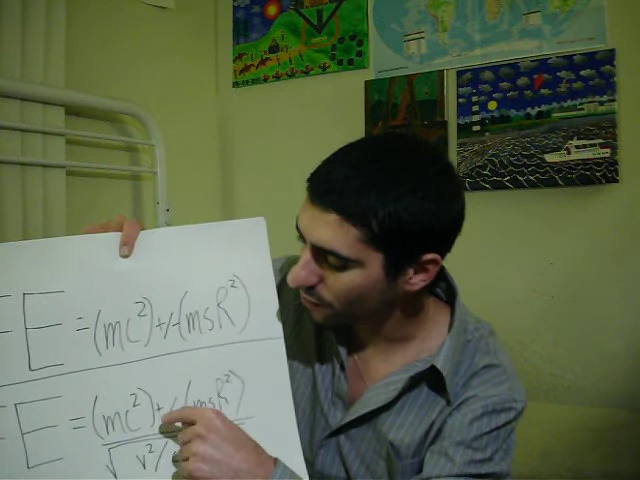 = E = (mc²) +/- (msR²)
= E = (mc²) + / (msR²)
√ v²/